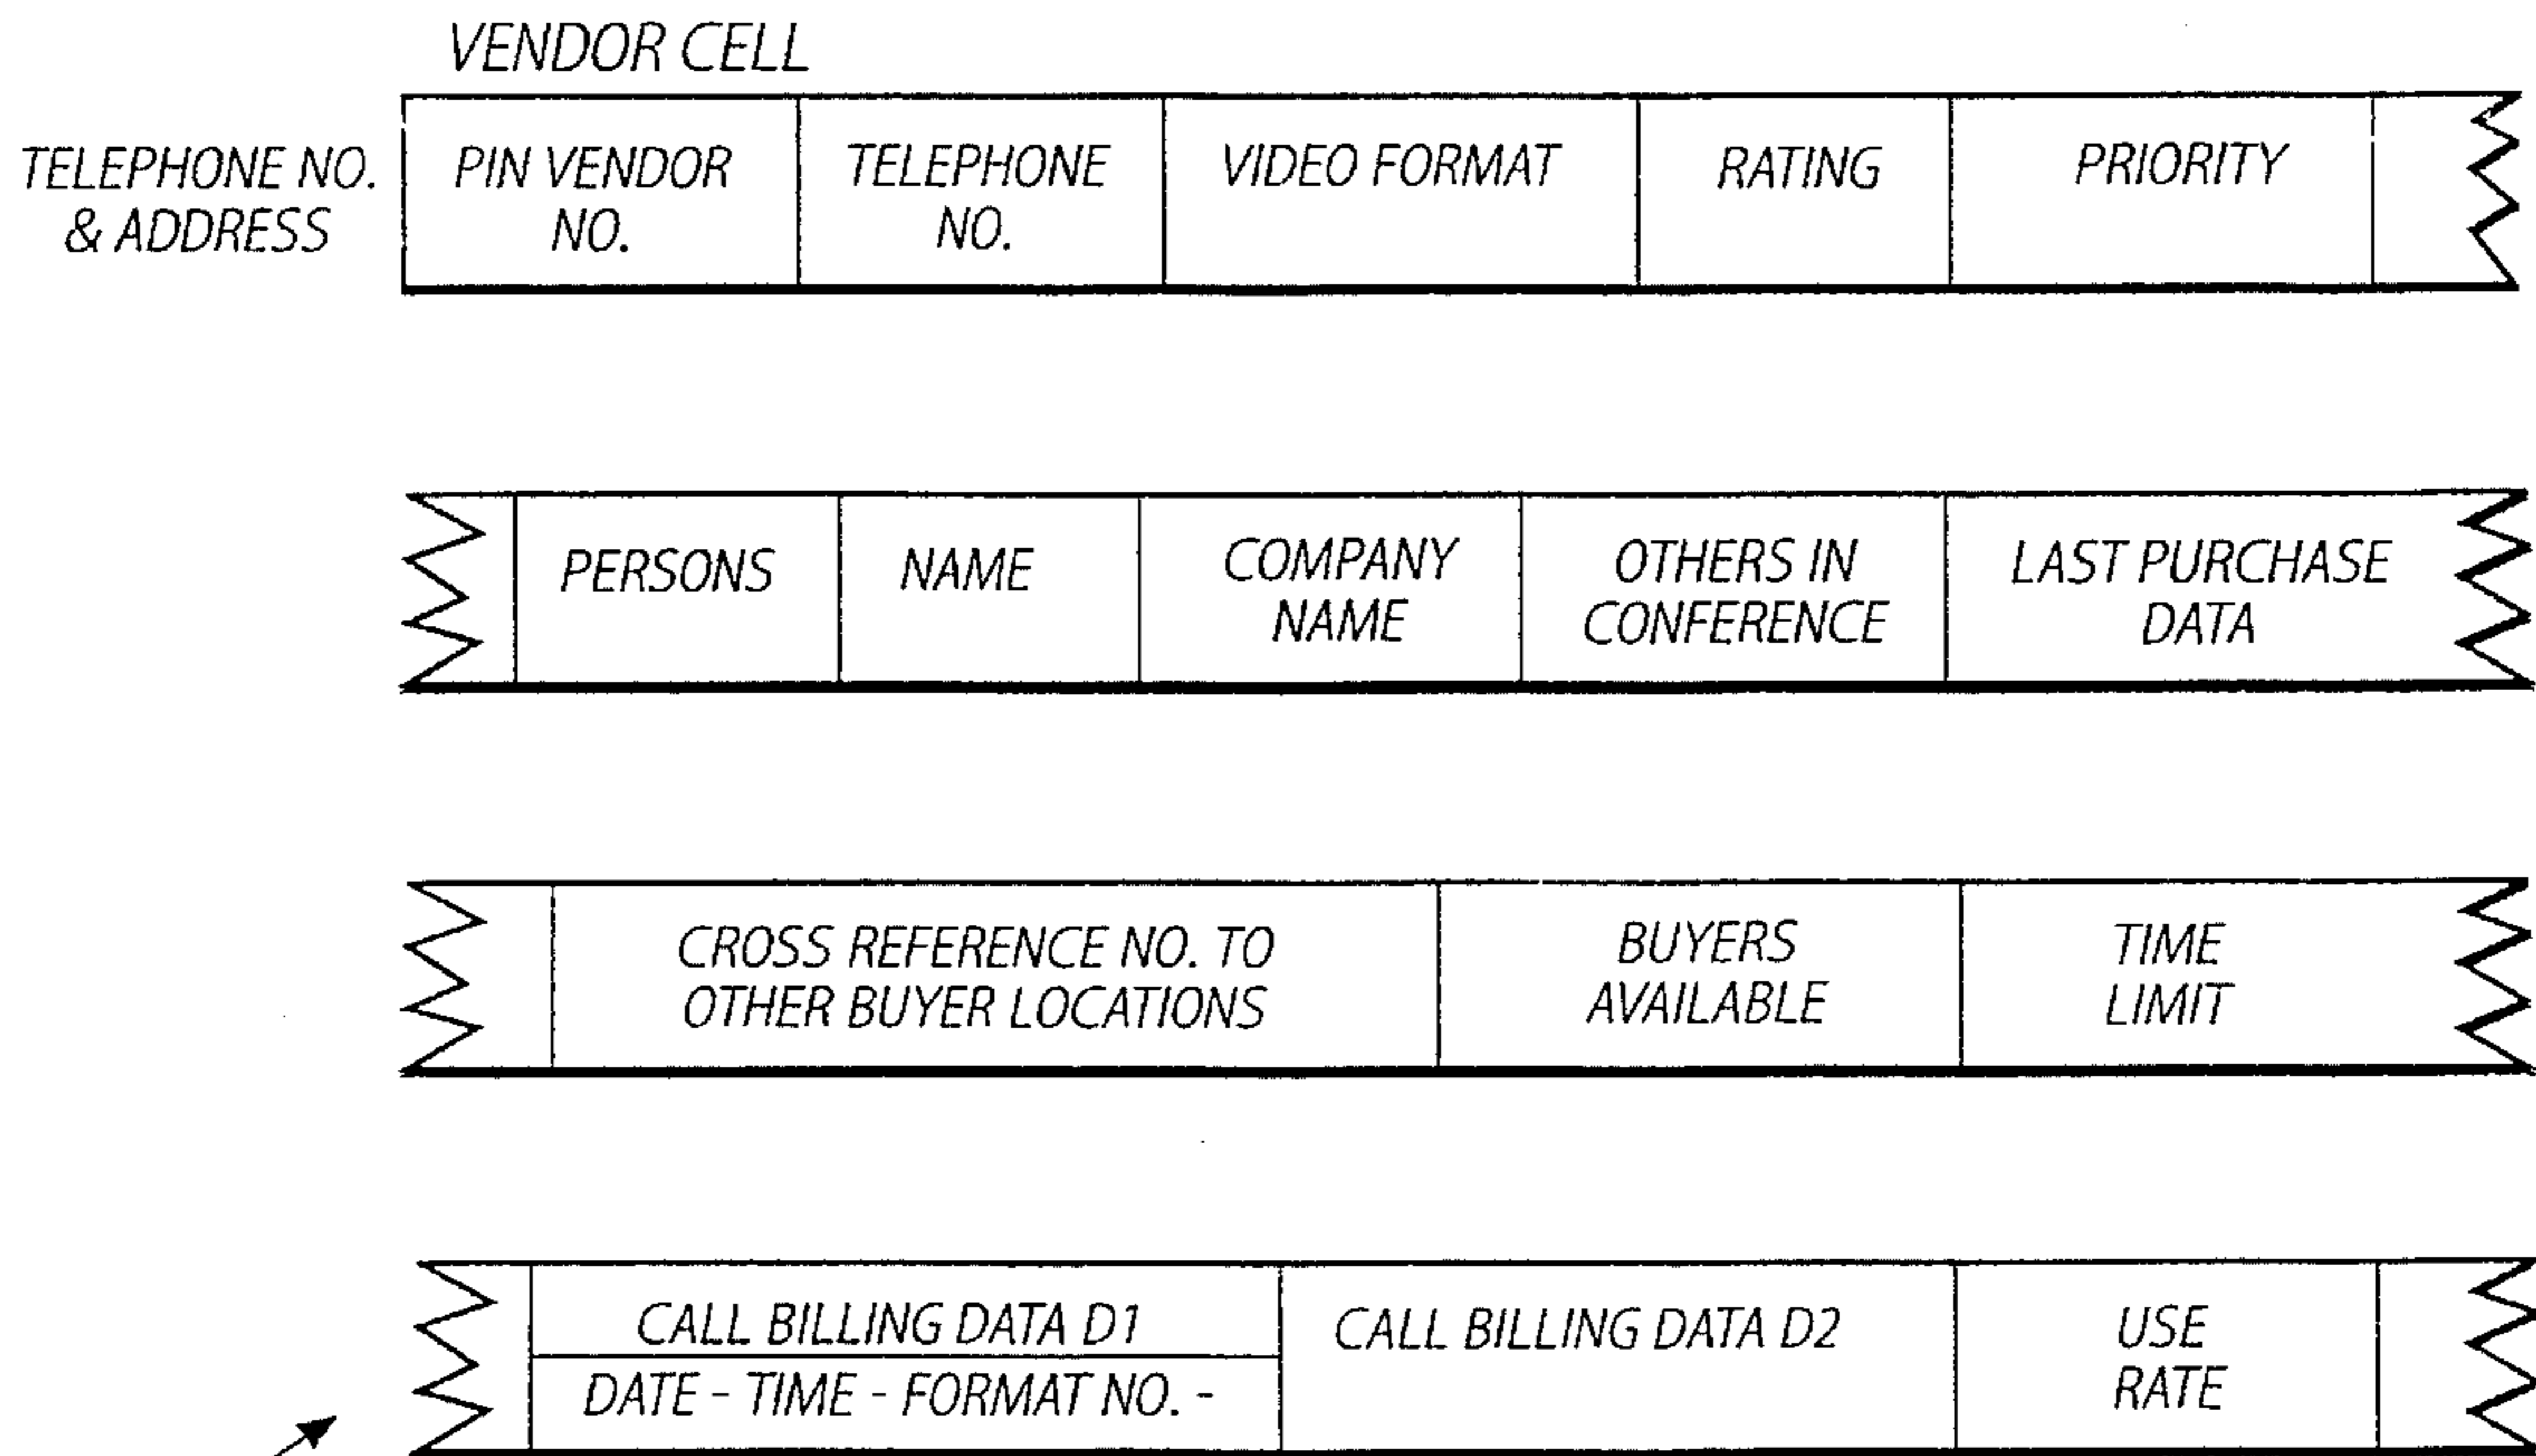 VENDOR CELL
TELEPHONE NO.
& ADDRESS
PIN VENDOR
NO.
TELEPHONE
NO.
VIDEO FORMAT
RATING
PRIORITY
PERSONS
NAME
COMPANY
NAME
OTHERS IN
CONFERENCE
LAST PURCHASE
DATA
CROSS REFERENCE NO. TO
OTHER BUYER LOCATIONS
BUYERS
AVAILABLE
TIME
LIMIT
CALL BILLING DATA D1
DATE - TIME - FORMAT NO. -
CALL BILLING DATA D2
USE
RATE